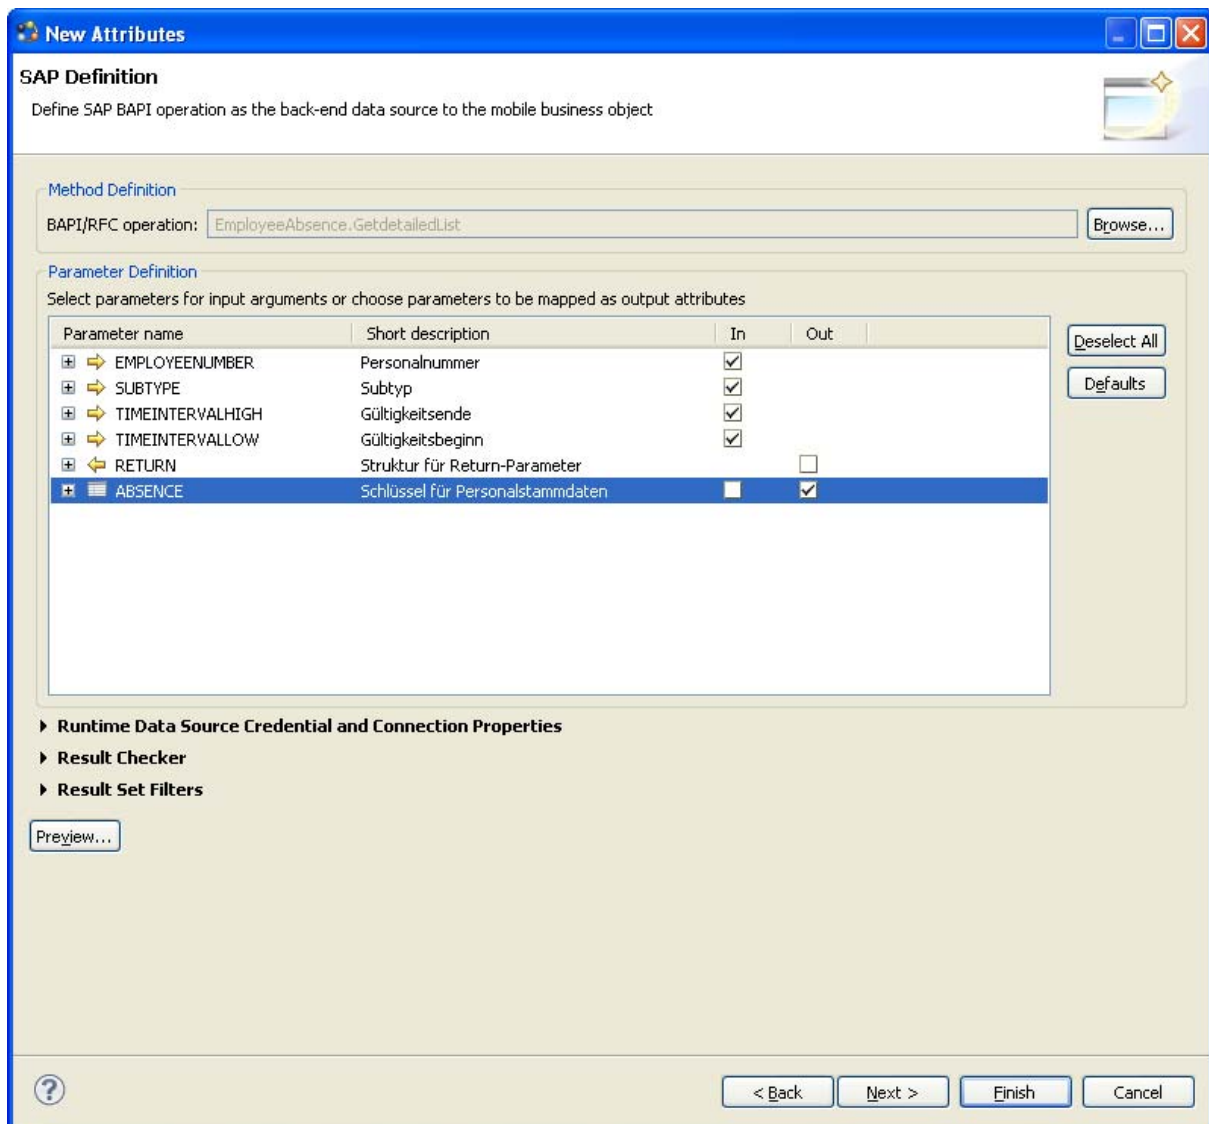 New Attributes
SAP Definition
Define SAP BAPI operation as the back-end data source to the mobile business object
Method Definition
BAPI/RFC operation: EmployeeAbsence.GetdetailedList Browse...
Parameter Definition
Select parameters for input arguments or choose parameters to be mapped as output attributes
Parameter name Short description In Out
Deselect All
EMPLOYEENUMBER Personalnummer
SUBTYPE Subtyp
Defaults
TIMEINTERVALHIGH Gültigkeitsende
TIMEINTERVALLOW Gültigkeitsbeginn
RETURN Struktur für Return-Parameter
ABSENCE Schlüssel für Personalstammdaten
Runtime Data Source Credential and Connection Properties
Result Checker
Result Set Filters
Preview...
? < Back Next > Finish Cancel